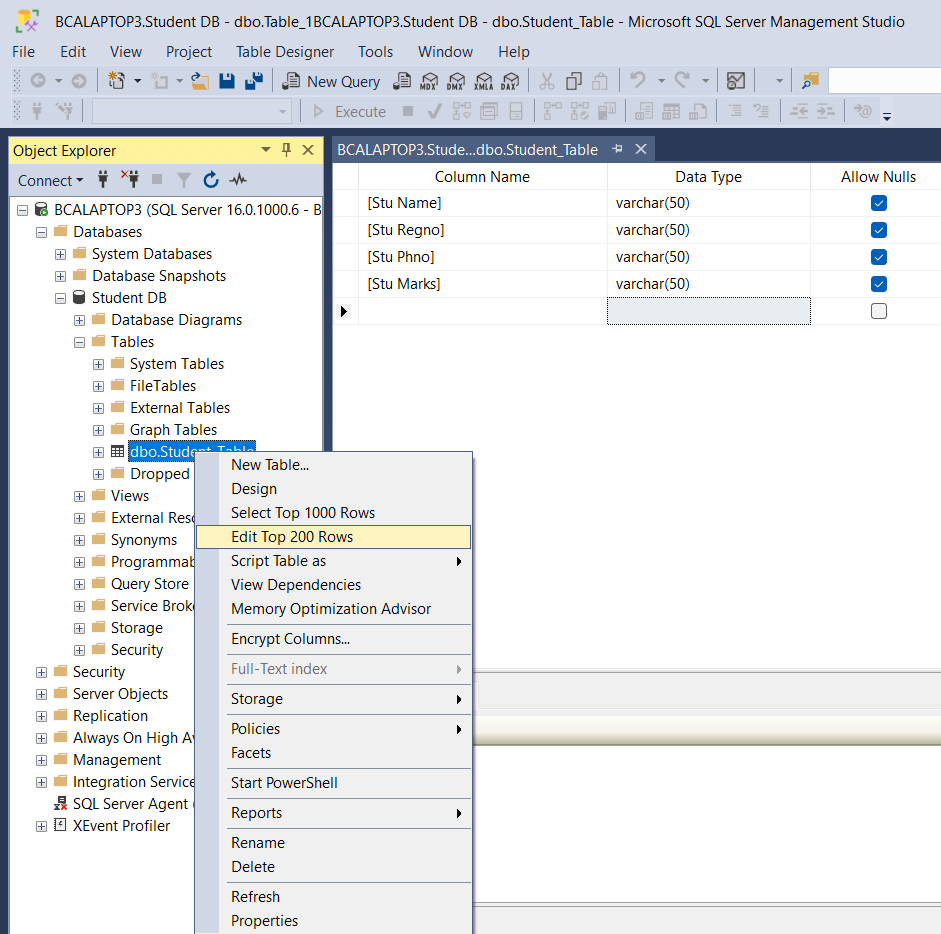 BCALAPTOP3.Student DB - dbo.Table_1BCALAPTOP3.Student DB - dbo.Student_Table - Microsoft SQL Server Management Studio
File Edit View Project Table Designer Tools Window Help
New Query MDX DMX XMLA DAX
Execute
Object Explorer
Connect
BCALAPTOP3 (SQL Server 16.0.1000.6 - B
Databases
System Databases
Database Snapshots
Student DB
Database Diagrams
Tables
System Tables
FileTables
External Tables
Graph Tables
dbo.Student_Table
Dropped
Views
External Reso
Synonyms
Programmab
Query Store
Service Broke
Storage
Security
Security
Server Objects
Replication
Always On High Av
Management
Integration Service
SQL Server Agent (
XEvent Profiler
BCALAPTOP3.Stude...dbo.Student_Table
Column Name Data Type Allow Nulls
[Stu Name] varchar(50)
[Stu Regno] varchar(50)
[Stu Phno] varchar(50)
[Stu Marks] varchar(50)
New Table...
Design
Select Top 1000 Rows
Edit Top 200 Rows
Script Table as
View Dependencies
Memory Optimization Advisor
Encrypt Columns...
Full-Text index
Storage
Policies
Facets
Start PowerShell
Reports
Rename
Delete
Refresh
Properties